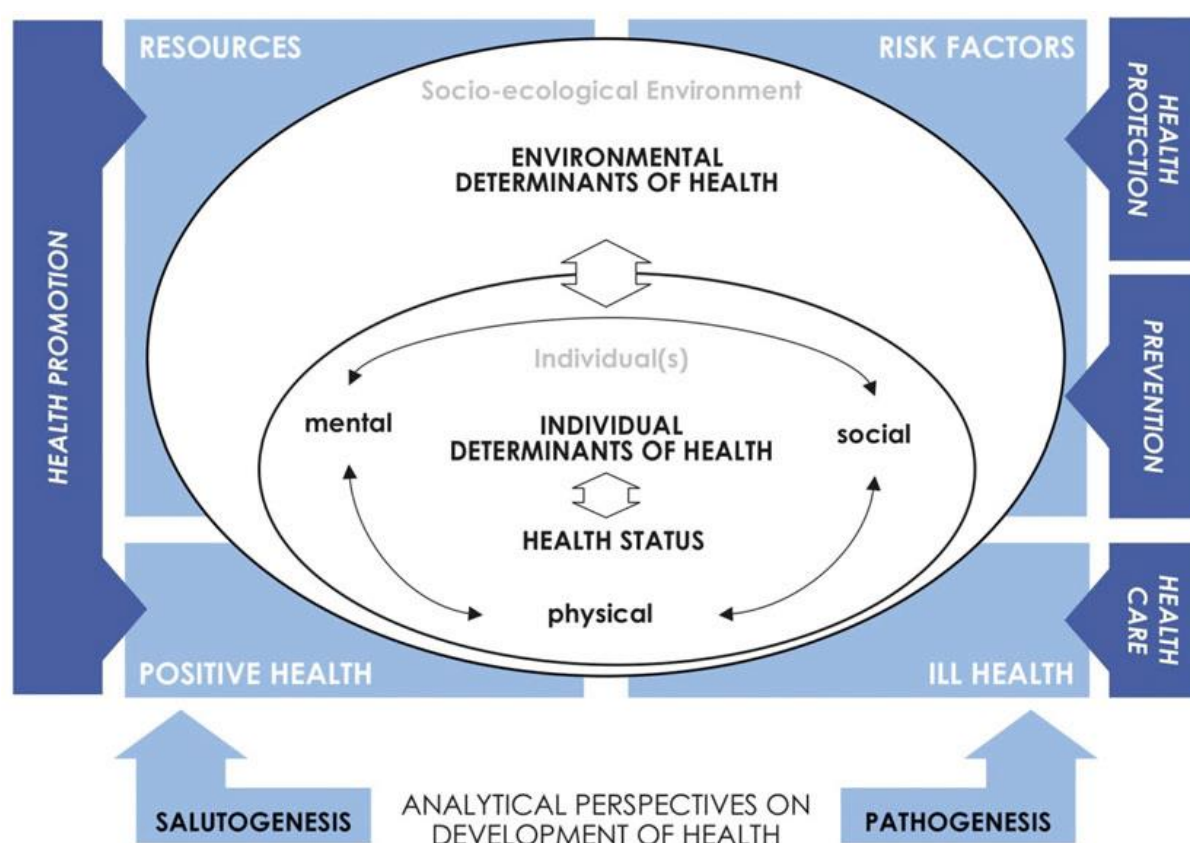 RESOURCES
RISK FACTORS
Socio-ecological Environment
ENVIRONMENTAL
DETERMINANTS OF HEALTH
HEALTH PROMOTION
HEALTH
PROTECTION
PREVENTION
HEALTH
CARE
Individual(s)
mental
INDIVIDUAL
DETERMINANTS OF HEALTH
social
HEALTH STATUS
physical
POSITIVE HEALTH
ILL HEALTH
SALUTOGENESIS
ANALYTICAL PERSPECTIVES ON
DEVELOPMENT OF HEALTH
PATHOGENESIS